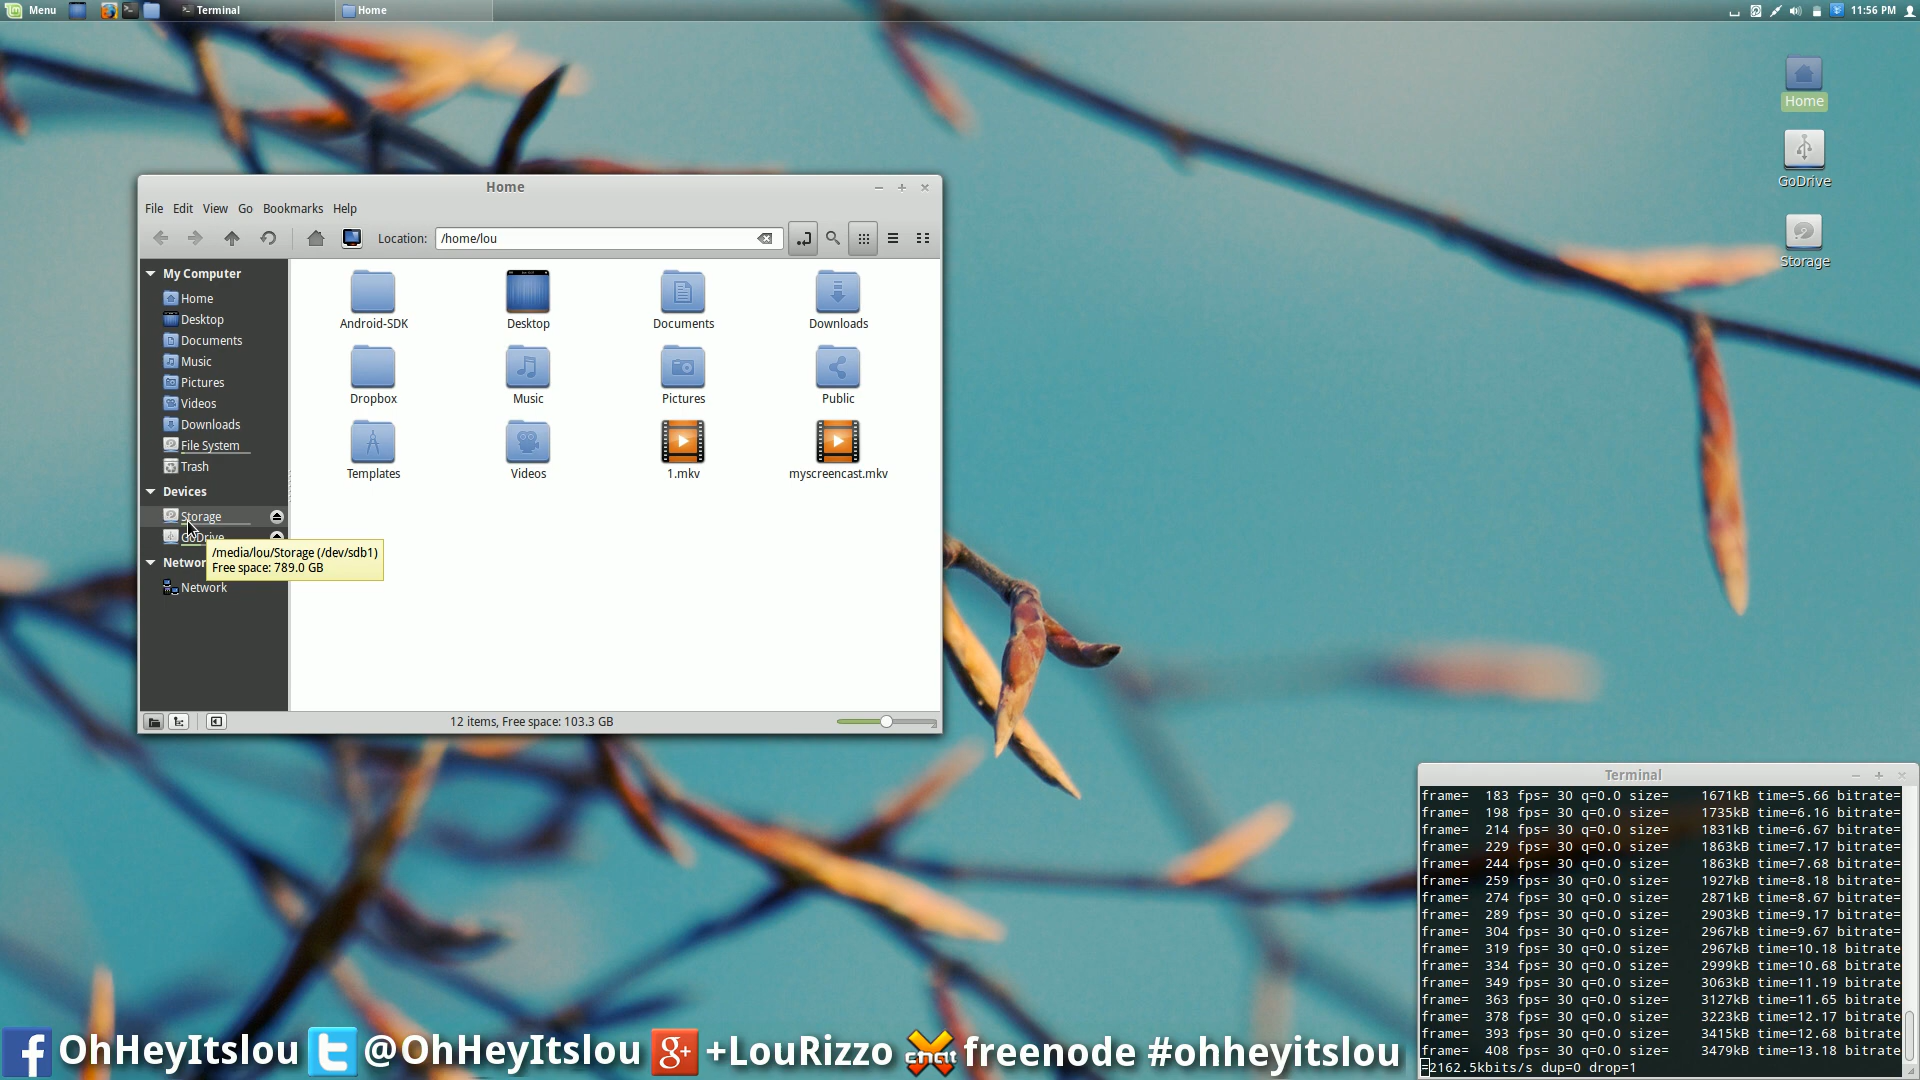 Menu
Terminal
Home
11:56 PM
Home
GoDrive
Storage
Home
File Edit View Go Bookmarks Help
Location: /home/lou
My Computer
Home
Desktop
Documents
Music
Pictures
Videos
Downloads
File System
Trash
Devices
Storage
GoDrive
Network
/media/lou/Storage (/dev/sdb1)
Free space: 789.0 GB
Android-SDK
Desktop
Documents
Downloads
Dropbox
Music
Pictures
Public
Templates
Videos
1.mkv
myscreencast.mkv
12 items, Free space: 103.3 GB
Terminal
frame= 183 fps= 30 q=0.0 size= 1671kB time=5.66 bitrate=
frame= 198 fps= 30 q=0.0 size= 1735kB time=6.16 bitrate=
frame= 214 fps= 30 q=0.0 size= 1831kB time=6.67 bitrate=
frame= 229 fps= 30 q=0.0 size= 1863kB time=7.17 bitrate=
frame= 244 fps= 30 q=0.0 size= 1863kB time=7.68 bitrate=
frame= 259 fps= 30 q=0.0 size= 1927kB time=8.18 bitrate=
frame= 274 fps= 30 q=0.0 size= 2871kB time=8.67 bitrate=
frame= 289 fps= 30 q=0.0 size= 2903kB time=9.17 bitrate=
frame= 304 fps= 30 q=0.0 size= 2967kB time=9.67 bitrate=
frame= 319 fps= 30 q=0.0 size= 2967kB time=10.18 bitrate
frame= 334 fps= 30 q=0.0 size= 2999kB time=10.68 bitrate
frame= 349 fps= 30 q=0.0 size= 3063kB time=11.19 bitrate
frame= 363 fps= 30 q=0.0 size= 3127kB time=11.65 bitrate
frame= 378 fps= 30 q=0.0 size= 3223kB time=12.17 bitrate
frame= 393 fps= 30 q=0.0 size= 3415kB time=12.68 bitrate
frame= 408 fps= 30 q=0.0 size= 3479kB time=13.18 bitrate
=2162.5kbits/s dup=0 drop=1
f OhHeyItslou t @OhHeyItslou g+ +LouRizzo chat freenode #ohheyitslou